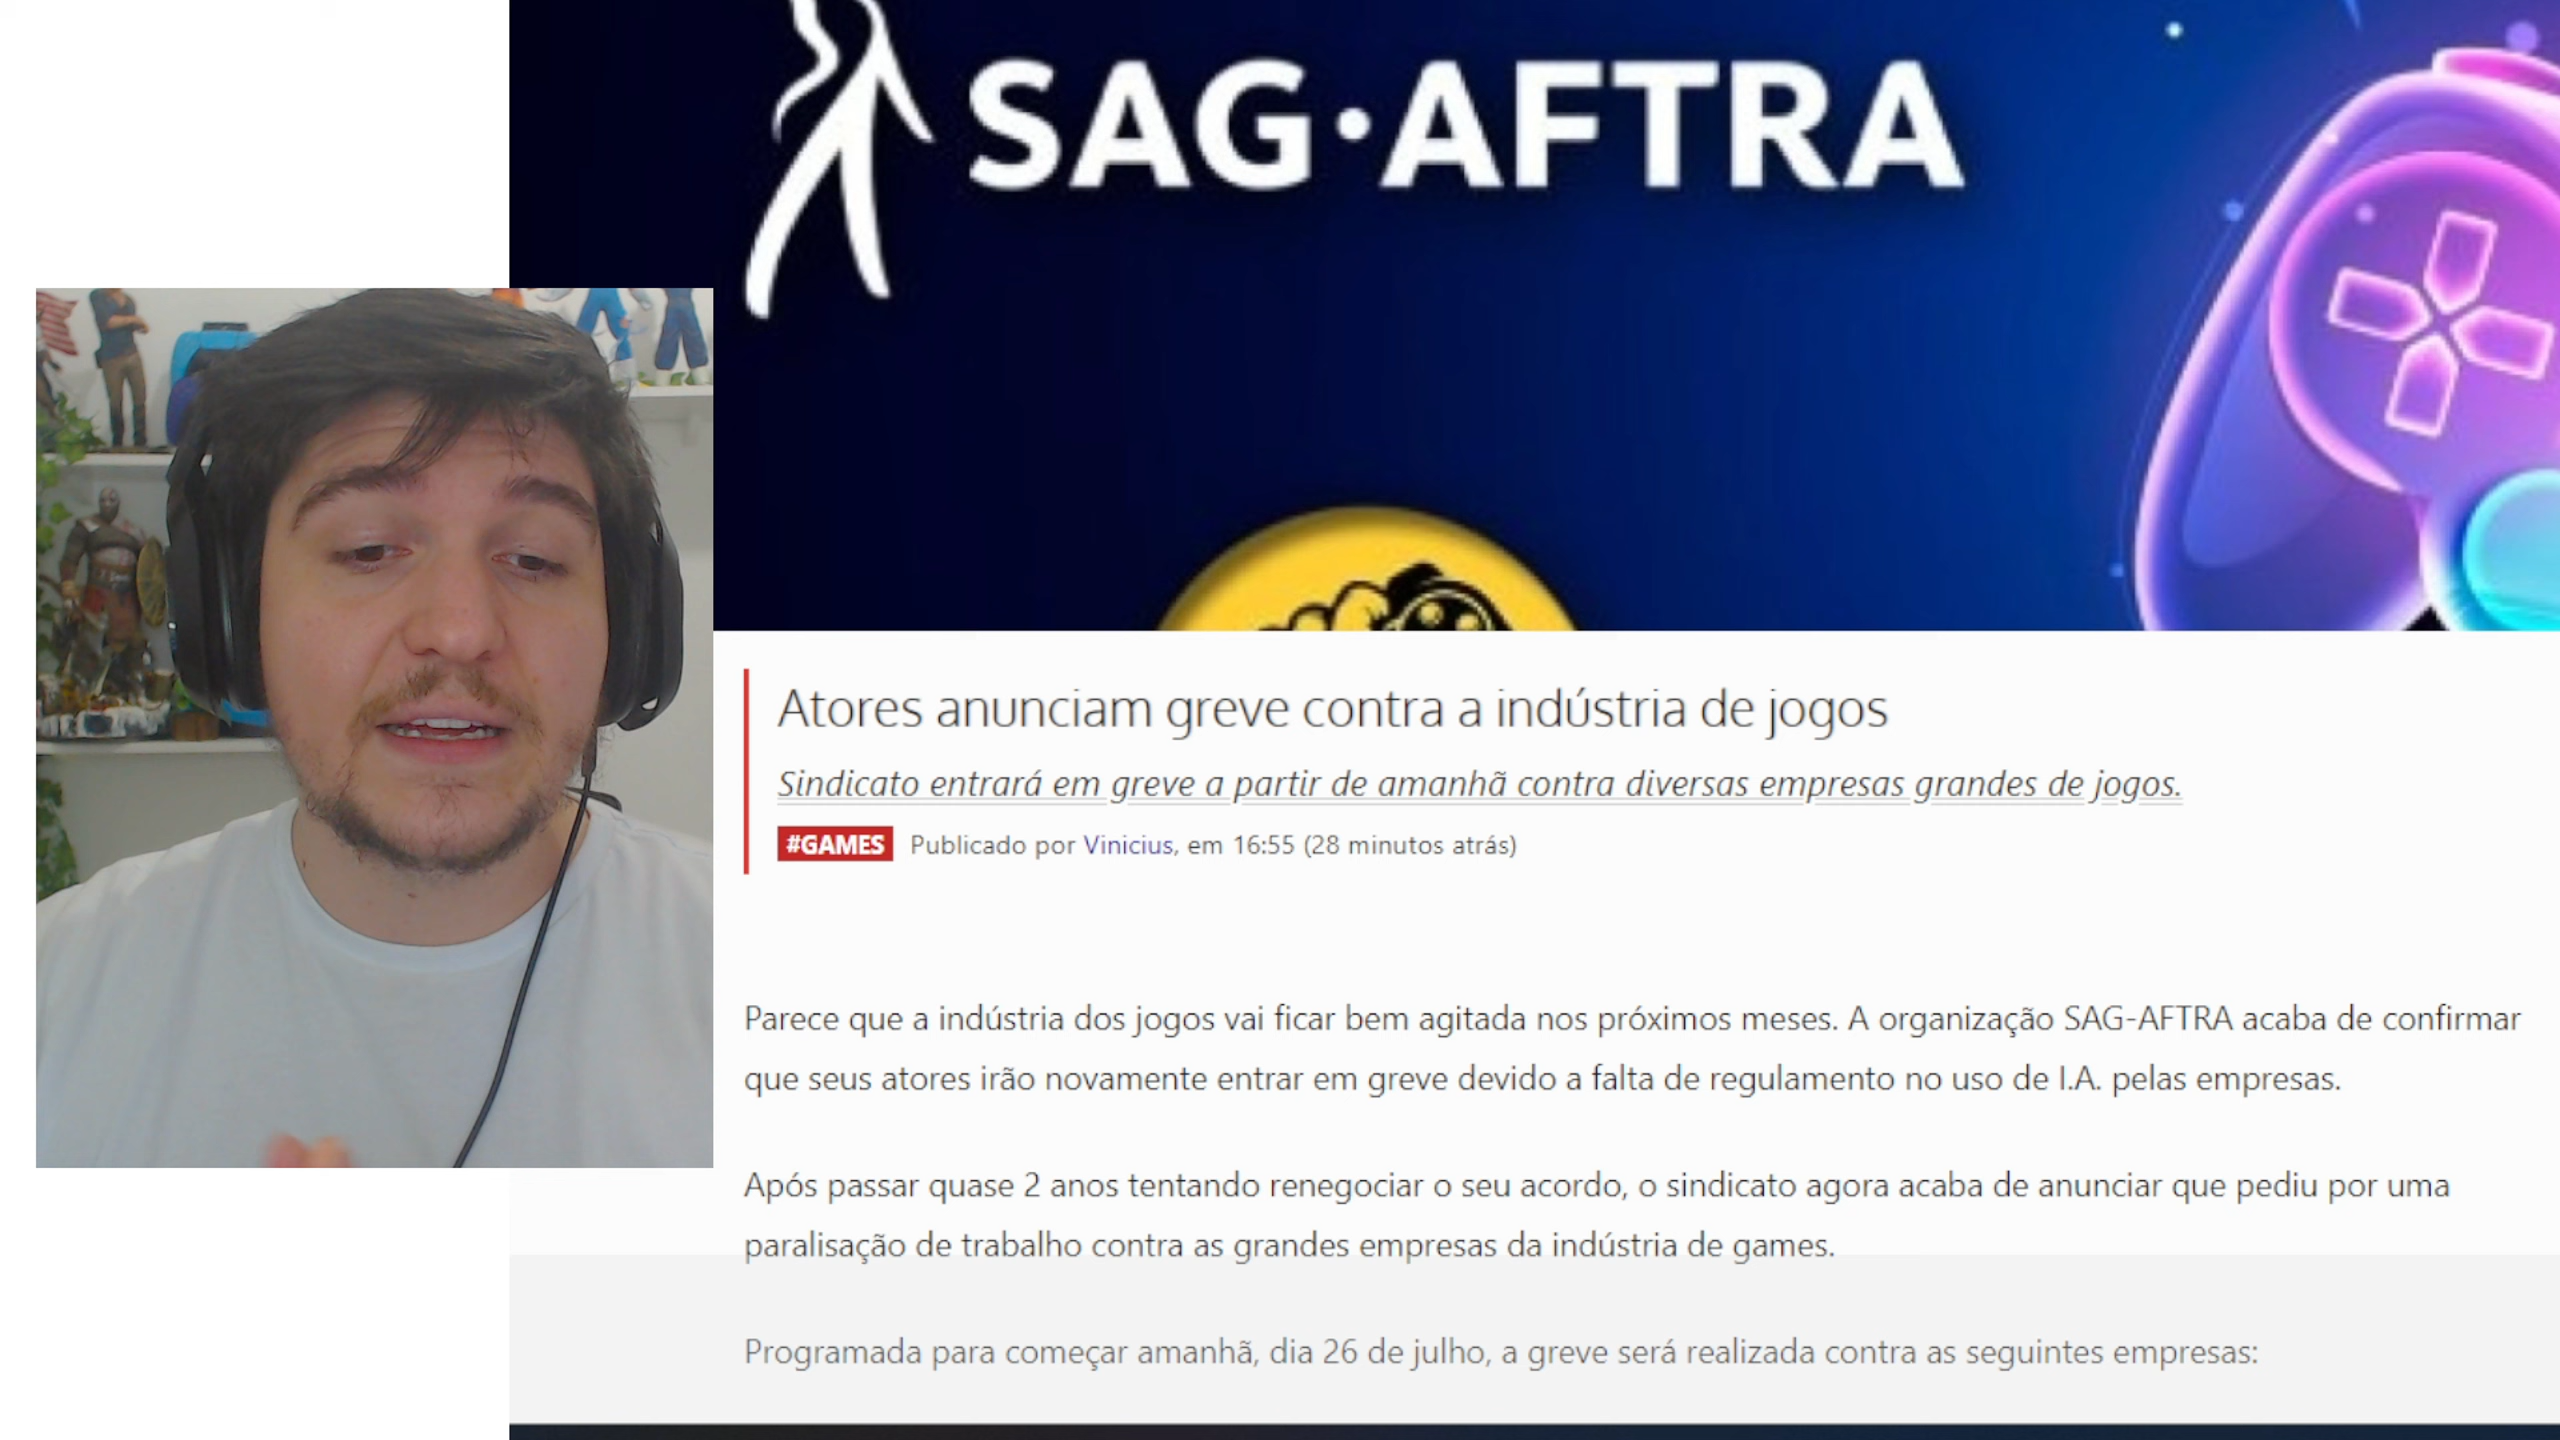 SAG•AFTRA
Atores anunciam greve contra a indústria de jogos
Sindicato entrará em greve a partir de amanhã contra diversas empresas grandes de jogos.
#GAMES Publicado por Vinicius, em 16:55 (28 minutos atrás)
Parece que a indústria dos jogos vai ficar bem agitada nos próximos meses. A organização SAG-AFTRA acaba de confirmar
que seus atores irão novamente entrar em greve devido a falta de regulamento no uso de I.A. pelas empresas.
Após passar quase 2 anos tentando renegociar o seu acordo, o sindicato agora acaba de anunciar que pediu por uma
paralisação de trabalho contra as grandes empresas da indústria de games.
Programada para começar amanhã, dia 26 de julho, a greve será realizada contra as seguintes empresas: